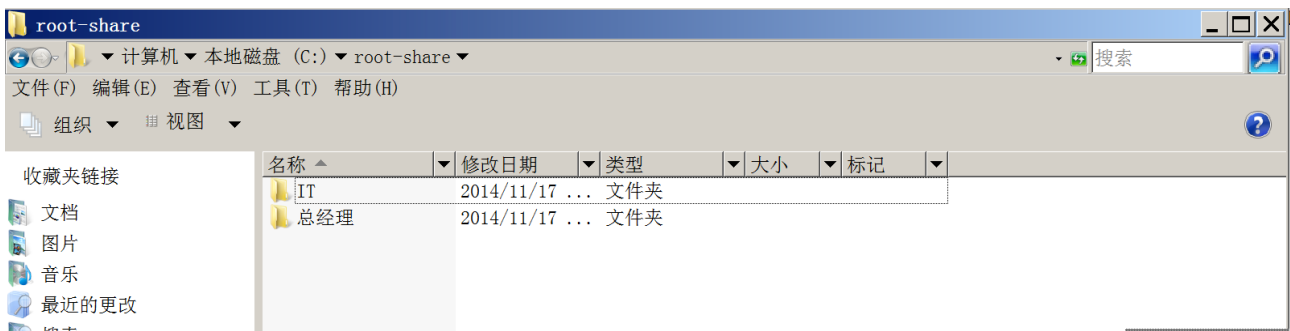 root-share
计算机 本地磁盘 (C:) root-share 搜索
文件(F) 编辑(E) 查看(V) 工具(T) 帮助(H)
组织 视图
名称 修改日期 类型 大小 标记
收藏夹链接
IT 2014/11/17 ... 文件夹
文档
总经理 2014/11/17 ... 文件夹
图片
音乐
最近的更改